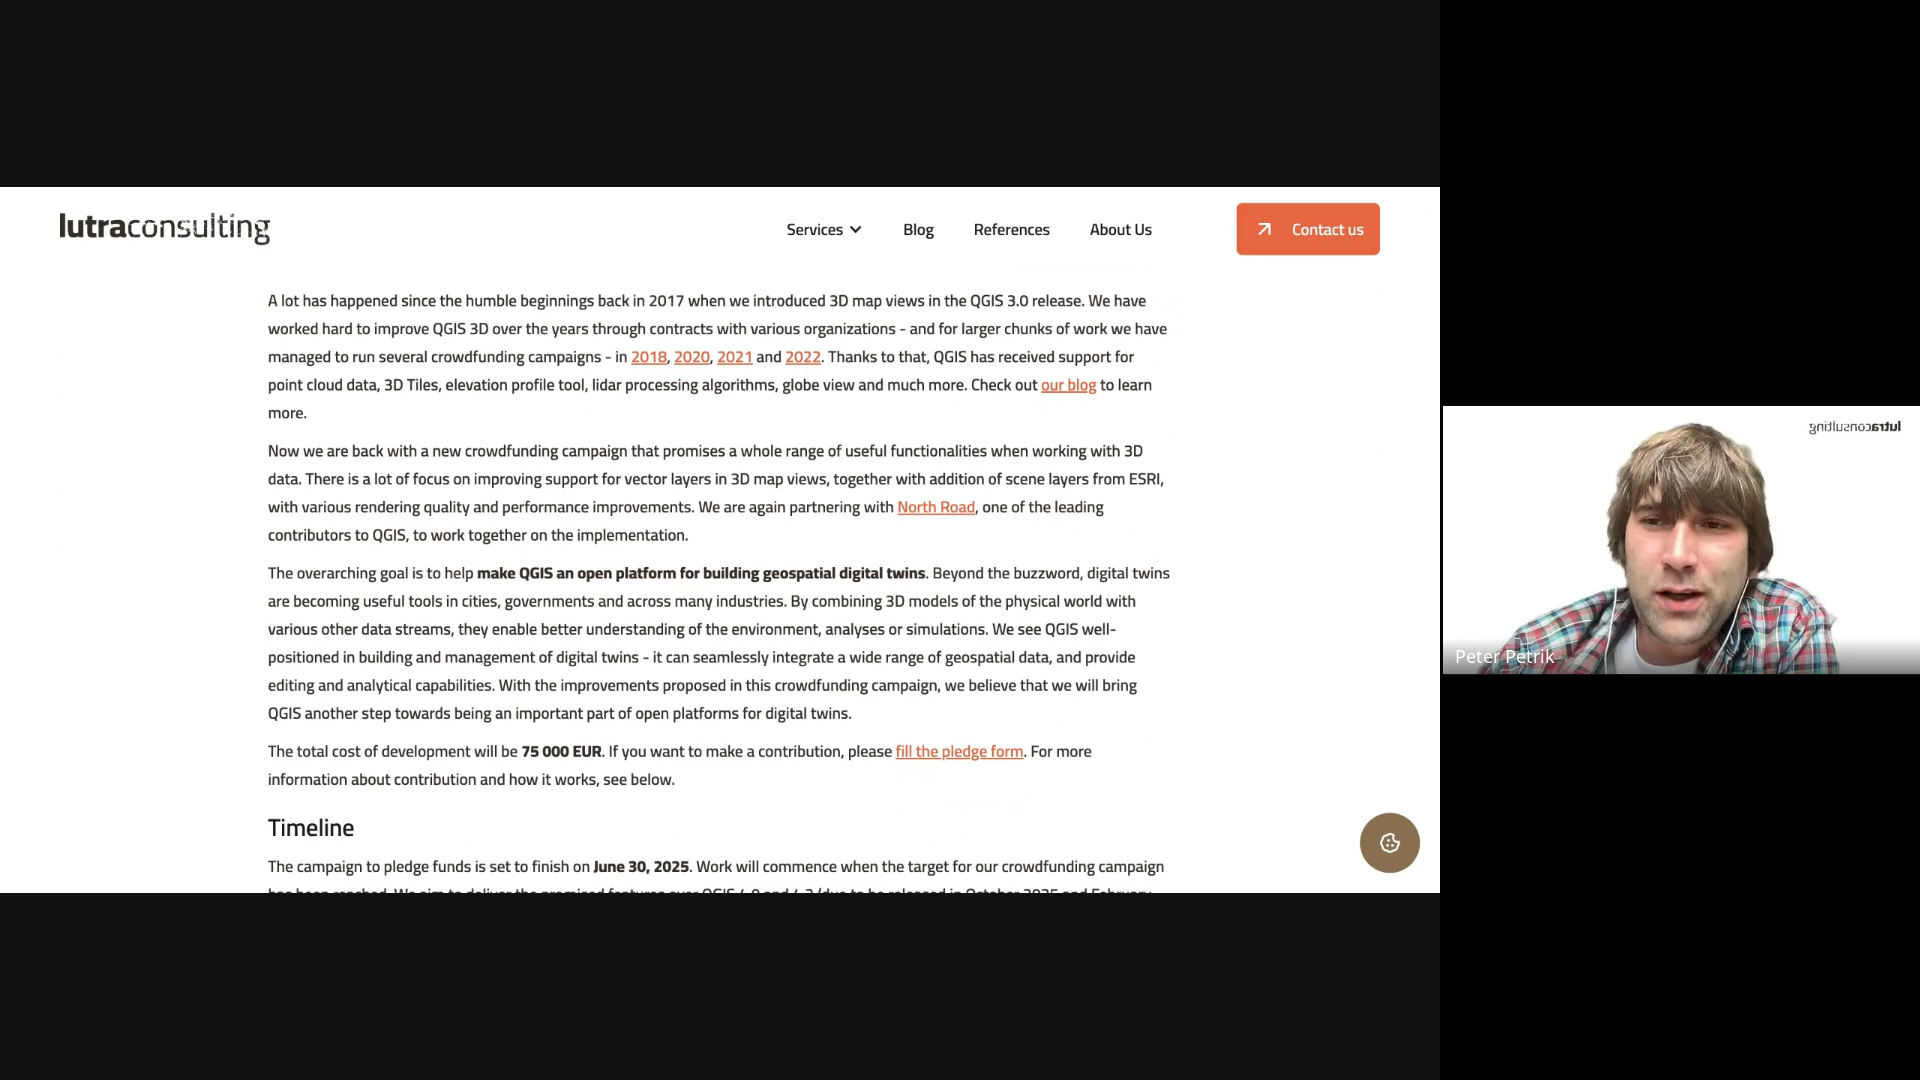 lutraconsulting
Services
Blog
References
About Us
Contact us
A lot has happened since the humble beginnings back in 2017 when we introduced 3D map views in the QGIS 3.0 release. We have
worked hard to improve QGIS 3D over the years through contracts with various organizations - and for larger chunks of work we have
managed to run several crowdfunding campaigns - in 2018, 2020, 2021 and 2022. Thanks to that, QGIS has received support for
point cloud data, 3D Tiles, elevation profile tool, lidar processing algorithms, globe view and much more. Check out our blog to learn
more.
Now we are back with a new crowdfunding campaign that promises a whole range of useful functionalities when working with 3D
data. There is a lot of focus on improving support for vector layers in 3D map views, together with addition of scene layers from ESRI,
with various rendering quality and performance improvements. We are again partnering with North Road, one of the leading
contributors to QGIS, to work together on the implementation.
The overarching goal is to help make QGIS an open platform for building geospatial digital twins. Beyond the buzzword, digital twins
are becoming useful tools in cities, governments and across many industries. By combining 3D models of the physical world with
various other data streams, they enable better understanding of the environment, analyses or simulations. We see QGIS well-
positioned in building and management of digital twins - it can seamlessly integrate a wide range of geospatial data, and provide
editing and analytical capabilities. With the improvements proposed in this crowdfunding campaign, we believe that we will bring
QGIS another step towards being an important part of open platforms for digital twins.
The total cost of development will be 75 000 EUR. If you want to make a contribution, please fill the pledge form. For more
information about contribution and how it works, see below.
Timeline
The campaign to pledge funds is set to finish on June 30, 2025. Work will commence when the target for our crowdfunding campaign
lutraconsulting
Peter Petrik